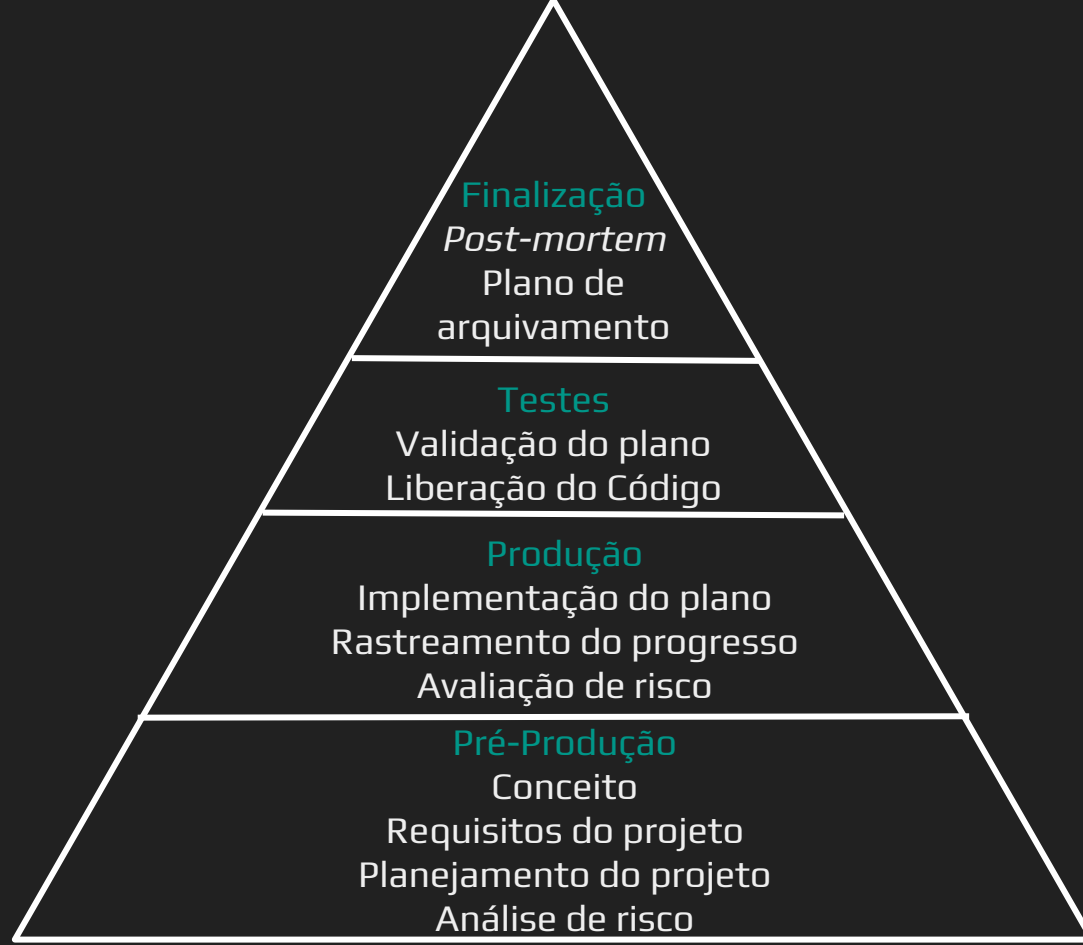 Finalização
Post-mortem
Plano de
arquivamento
Testes
Validação do plano
Liberação do Código
Produção
Implementação do plano
Rastreamento do progresso
Avaliação de risco
Pré-Produção
Conceito
Requisitos do projeto
Planejamento do projeto
Análise de risco